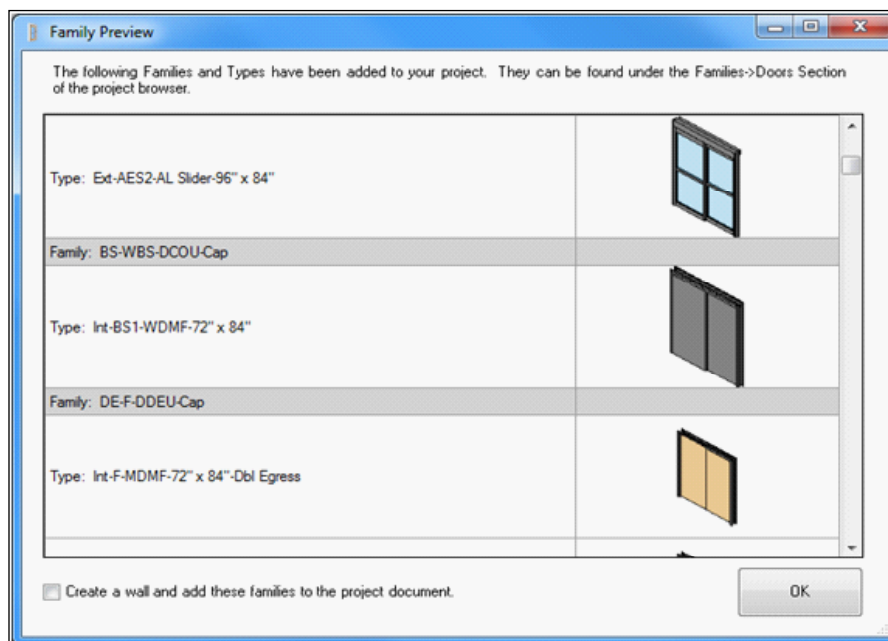 Family Preview
The following Families and Types have been added to your project. They can be found under the Families->Doors Section
of the project browser.
Type: Ext-AES2-AL Slider-96" x 84"
Family: BS-WBS-DCOU-Cap
Type: Int-BS1-WDMF-72" x 84"
Family: DE-F-DDEU-Cap
Type: Int-F-MDMF-72" x 84"-Dbl Egress
Create a wall and add these families to the project document.
OK